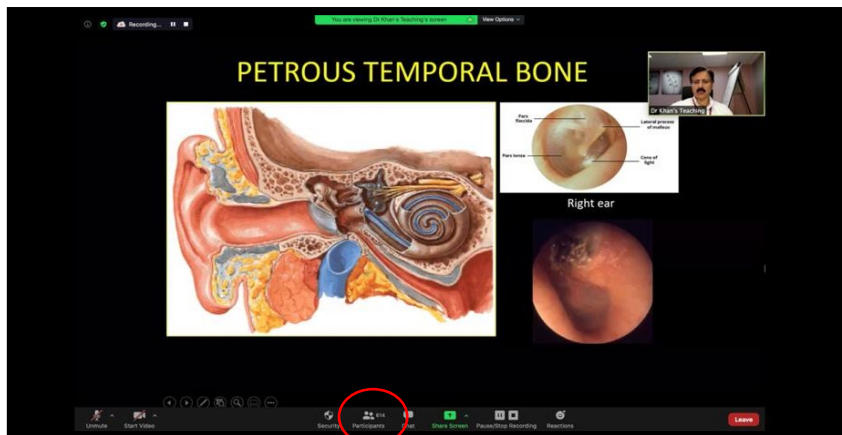 Recording...
You are viewing Dr Khan's Teaching's screen
View Options
PETROUS TEMPORAL BONE
Dr Khan's Teaching
Pars
flaccida
Lateral process
of malleus
Pars tensa
Cone of
light
Right ear
614
Unmute
Start Video
Security
Participants
Chat
Share Screen
Pause/Stop Recording
Reactions
Leave